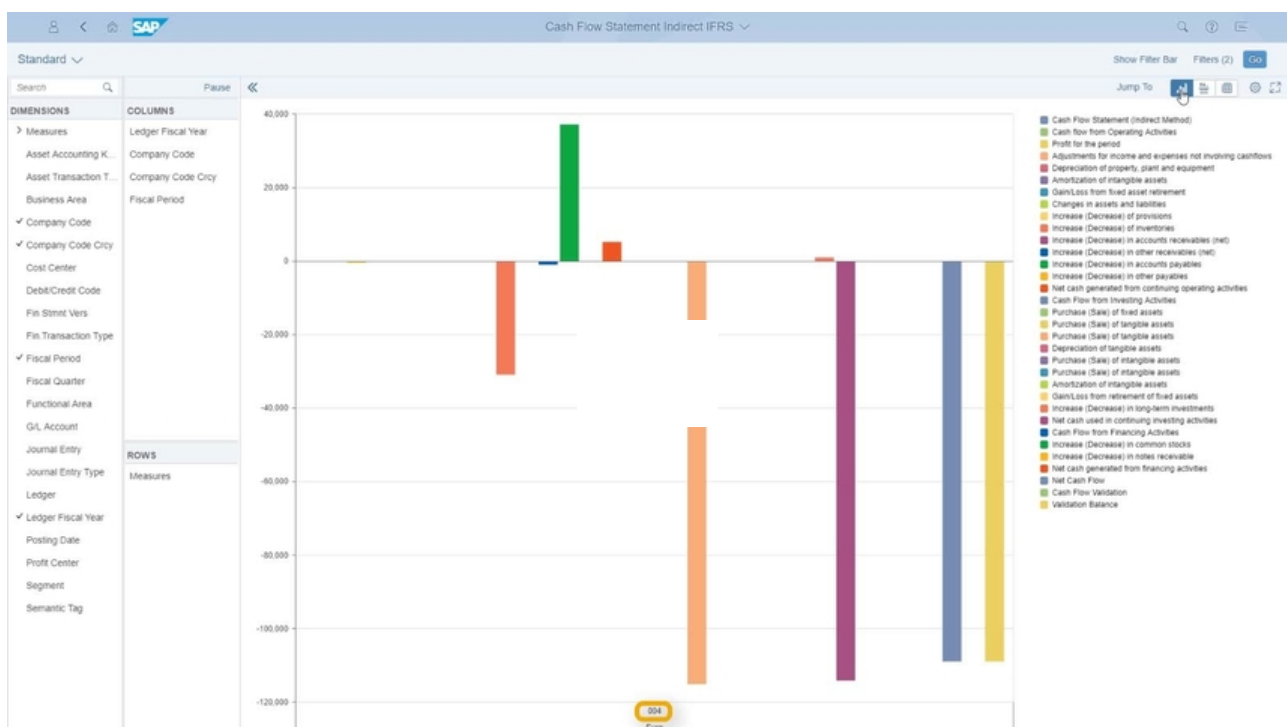 SAP
Cash Flow Statement Indirect IFRS
Standard
Show Filter Bar
Filters (2)
Go
Search
Pause
Jump To
DIMENSIONS
Measures
Asset Accounting K...
Asset Transaction T...
Business Area
Company Code
Company Code Crcy
Cost Center
Debit/Credit Code
Fin Stmnt Vers
Fin Transaction Type
Fiscal Period
Fiscal Quarter
Functional Area
G/L Account
Journal Entry
Journal Entry Type
Ledger
Ledger Fiscal Year
Posting Date
Profit Center
Segment
Semantic Tag
COLUMNS
Ledger Fiscal Year
Company Code
Company Code Crcy
Fiscal Period
ROWS
Measures
40,000
20,000
0
-20,000
-40,000
-60,000
-80,000
-100,000
-120,000
004
Cash Flow Statement (Indirect Method)
Cash flow from Operating Activities
Profit for the period
Adjustments for income and expenses not involving cashflows
Depreciation of property, plant and equipment
Amortization of intangible assets
Gain/Loss from fixed asset retirement
Changes in assets and liabilities
Increase (Decrease) of provisions
Increase (Decrease) of inventories
Increase (Decrease) in accounts receivables (net)
Increase (Decrease) in other receivables (net)
Increase (Decrease) in accounts payables
Increase (Decrease) in other payables
Net cash generated from continuing operating activities
Cash Flow from Investing Activities
Purchase (Sale) of fixed assets
Purchase (Sale) of tangible assets
Purchase (Sale) of tangible assets
Depreciation of tangible assets
Purchase (Sale) of intangible assets
Purchase (Sale) of intangible assets
Amortization of intangible assets
Gain/Loss from retirement of fixed assets
Increase (Decrease) in long-term investments
Net cash used in continuing investing activities
Cash Flow from Financing Activities
Increase (Decrease) in common stocks
Increase (Decrease) in notes receivable
Net cash generated from financing activities
Net Cash Flow
Cash Flow Validation
Validation Balance